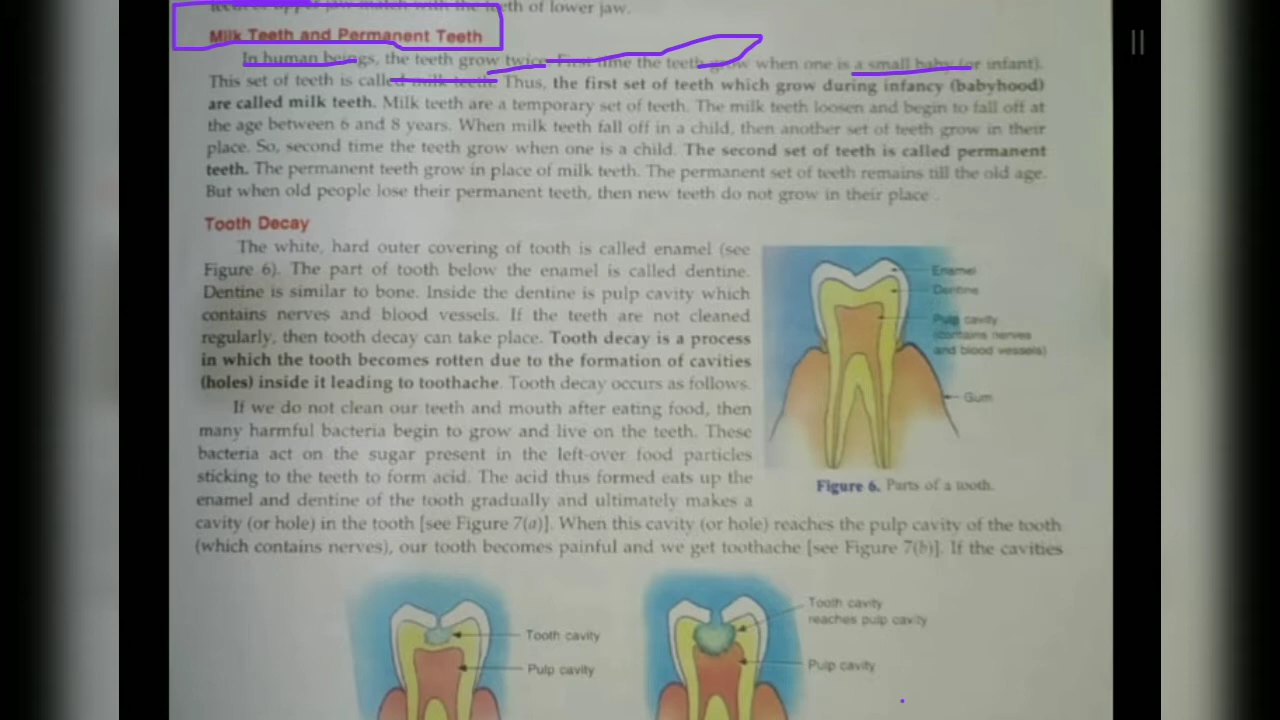 teeth of lower jaw.
Milk Teeth and Permanent Teeth
In human beings, the teeth grow twice. First time the teeth grow when one is a small baby (or infant).
This set of teeth is called milk teeth. Thus, the first set of teeth which grow during infancy (babyhood)
are called milk teeth. Milk teeth are a temporary set of teeth. The milk teeth loosen and begin to fall off at
the age between 6 and 8 years. When milk teeth fall off in a child, then another set of teeth grow in their
place. So, second time the teeth grow when one is a child. The second set of teeth is called permanent
teeth. The permanent teeth grow in place of milk teeth. The permanent set of teeth remains till the old age.
But when old people lose their permanent teeth, then new teeth do not grow in their place .
Tooth Decay
The white, hard outer covering of tooth is called enamel (see
Figure 6). The part of tooth below the enamel is called dentine.
Dentine is similar to bone. Inside the dentine is pulp cavity which
contains nerves and blood vessels. If the teeth are not cleaned
regularly, then tooth decay can take place. Tooth decay is a process
in which the tooth becomes rotten due to the formation of cavities
(holes) inside it leading to toothache. Tooth decay occurs as follows.
If we do not clean our teeth and mouth after eating food, then
many harmful bacteria begin to grow and live on the teeth. These
bacteria act on the sugar present in the left-over food particles
sticking to the teeth to form acid. The acid thus formed eats up the
enamel and dentine of the tooth gradually and ultimately makes a
cavity (or hole) in the tooth [see Figure 7(a)]. When this cavity (or hole) reaches the pulp cavity of the tooth
(which contains nerves), our tooth becomes painful and we get toothache [see Figure 7(b)]. If the cavities
Enamel
Dentine
Pulp cavity
(contains nerves
and blood vessels)
Gum
Figure 6. Parts of a tooth.
Tooth cavity
Pulp cavity
Tooth cavity
reaches pulp cavity
Pulp cavity